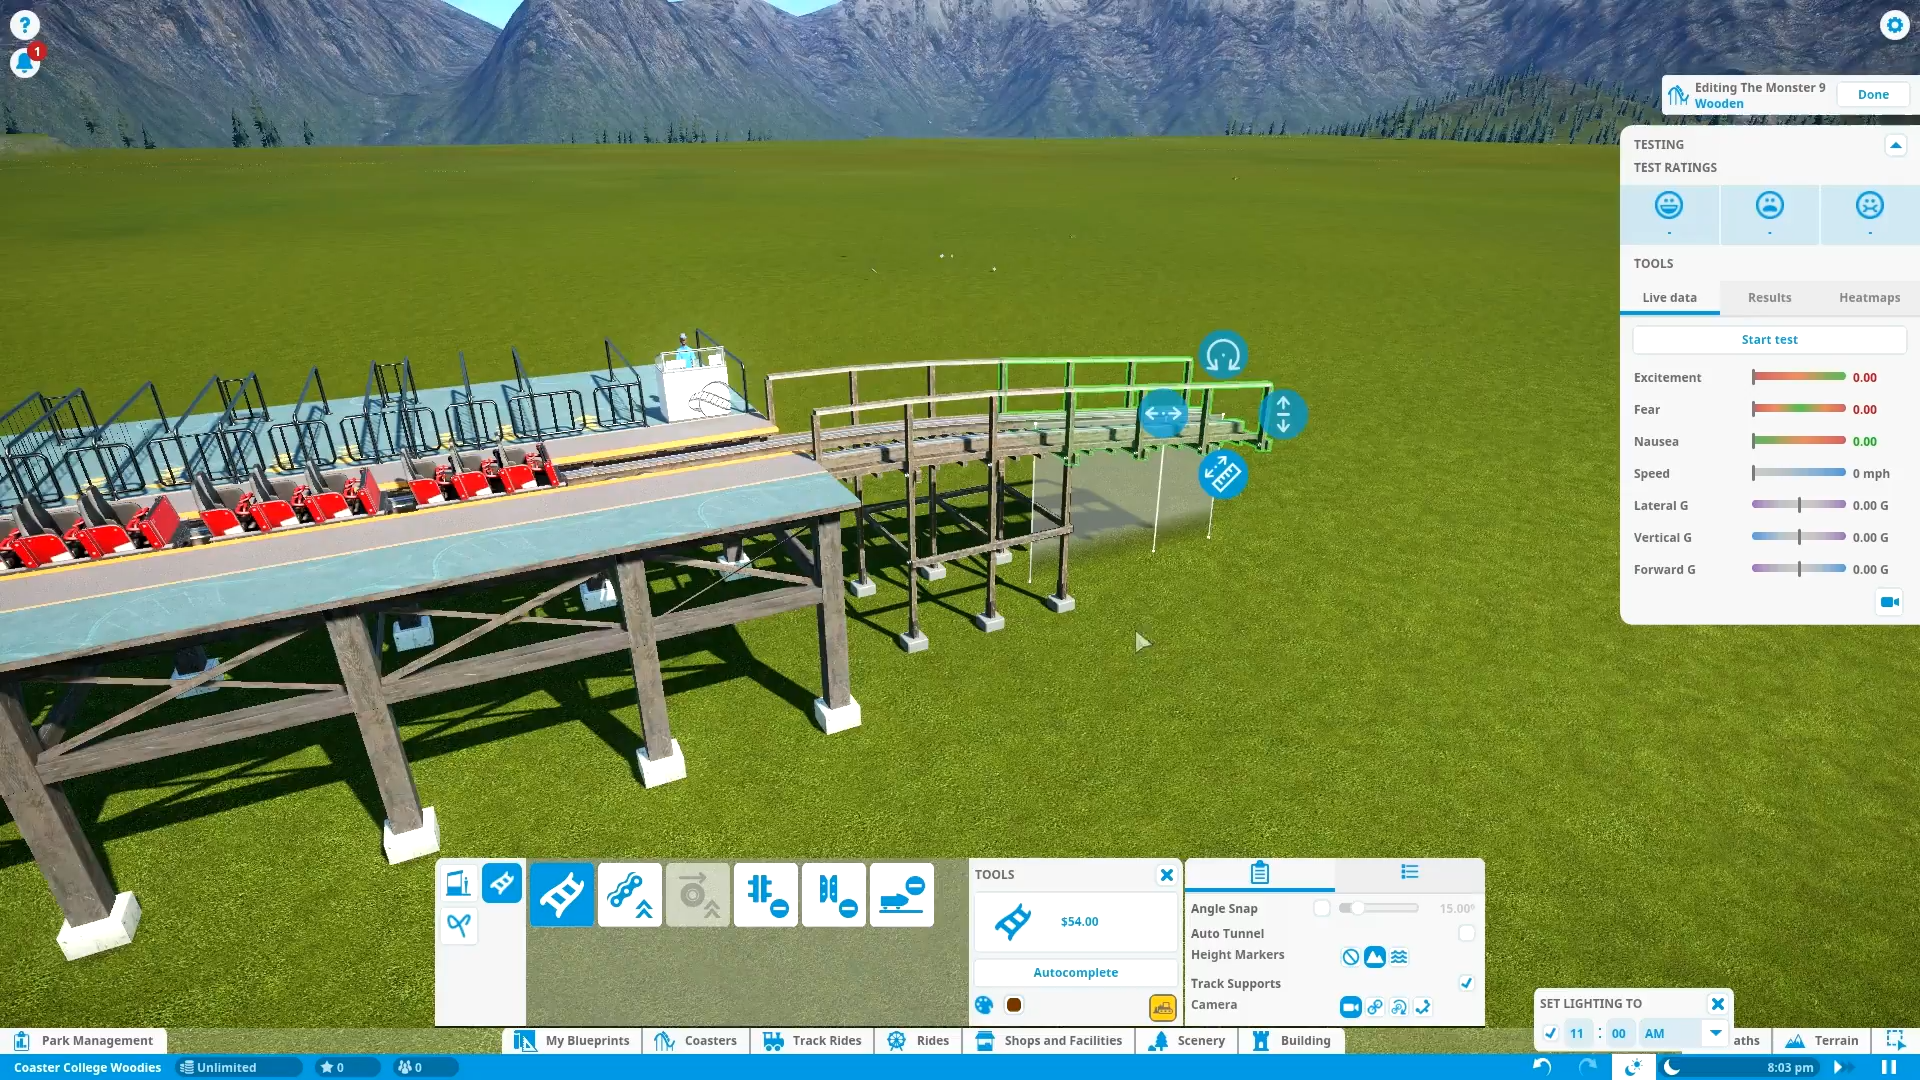 ?
1
Editing The Monster 9
Wooden
Done
TESTING
TEST RATINGS
- - -
TOOLS
Live data Results Heatmaps
Start test
Excitement 0.00
Fear 0.00
Nausea 0.00
Speed 0 mph
Lateral G 0.00 G
Vertical G 0.00 G
Forward G 0.00 G
TOOLS
$54.00
Autocomplete
Angle Snap 15.00°
Auto Tunnel
Height Markers
Track Supports
Camera
SET LIGHTING TO
11 : 00 AM
Park Management My Blueprints Coasters Track Rides Rides Shops and Facilities Scenery Building aths Terrain
Coaster College Woodies Unlimited 0 0 8:03 pm